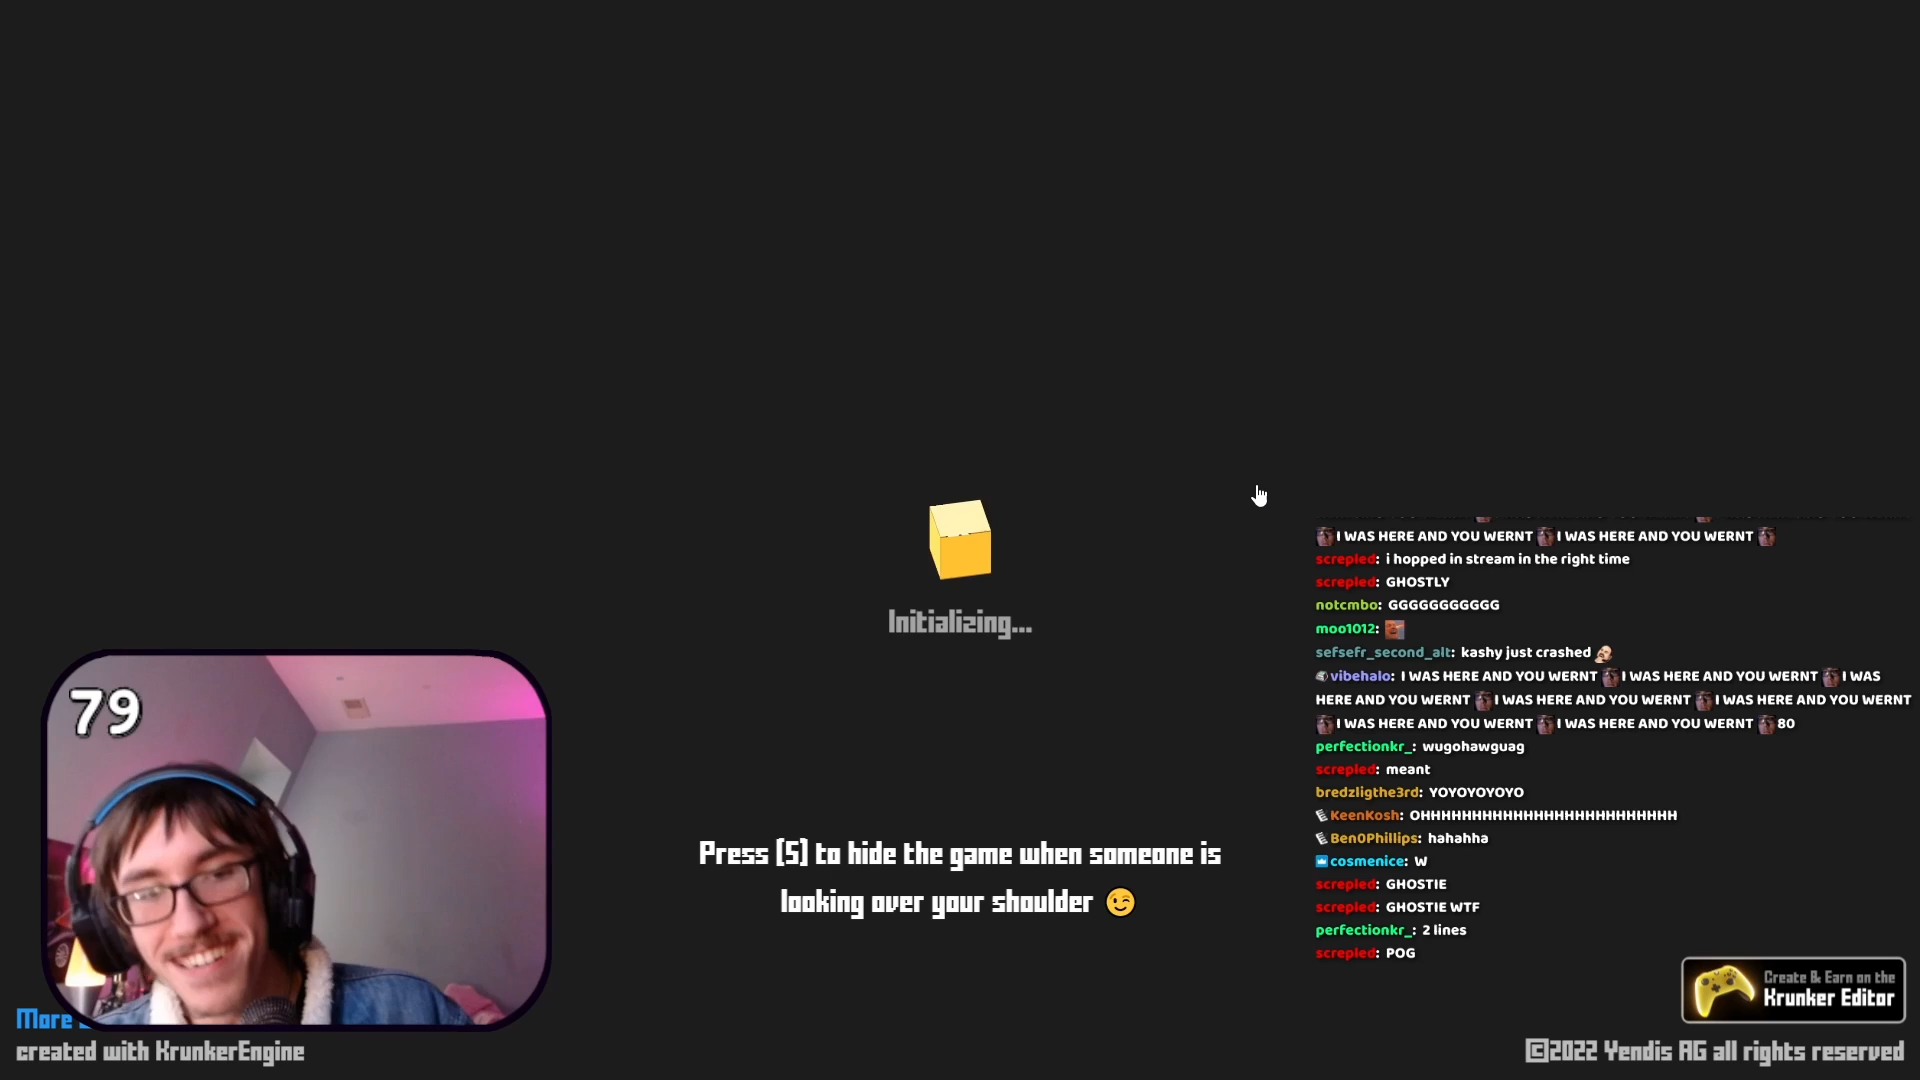 I WAS HERE AND YOU WERNT I WAS HERE AND YOU WERNT
screpled: i hopped in stream in the right time
screpled: GHOSTLY
notcmbo: GGGGGGGGGGG
moo1012:
sefsefr_second_alt: kashy just crashed
vibehalo: I WAS HERE AND YOU WERNT I WAS HERE AND YOU WERNT I WAS
HERE AND YOU WERNT I WAS HERE AND YOU WERNT I WAS HERE AND YOU WERNT
I WAS HERE AND YOU WERNT I WAS HERE AND YOU WERNT 80
perfectionkr_: wugohawguag
screpled: meant
bredzligthe3rd: YOYOYOYOYO
KeenKosh: OHHHHHHHHHHHHHHHHHHHHHHHHH
Ben0Phillips: hahahha
cosmenice: W
screpled: GHOSTIE
screpled: GHOSTIE WTF
perfectionkr_: 2 lines
screpled: POG
Initializing...
79
Press [5] to hide the game when someone is
looking over your shoulder 😉
More
created with KrunkerEngine
Create & Earn on the
Krunker Editor
©2022 Yendis AG all rights reserved